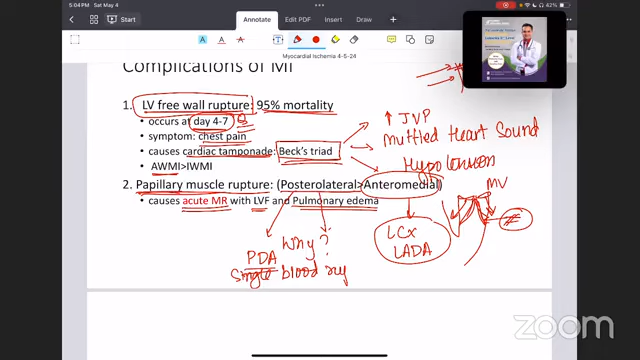 5:04 PM Sat May 4
62%
Start
Annotate
Edit PDF
Insert
Draw
Myocardial Ischemia 4-5-24
Complications of MI
1. LV free wall rupture: 95% mortality
• occurs at day 4-7
• symptom: chest pain
• causes cardiac tamponade: Beck's triad
• AWMI>IWMI
↑ JVP
Muffled Heart Sound
Hypotension
2. Papillary muscle rupture: (Posterolateral>Anteromedial)
• causes acute MR with LVF and Pulmonary edema
MV
LCx
LADA
Why?
PDA
single blood
zoom